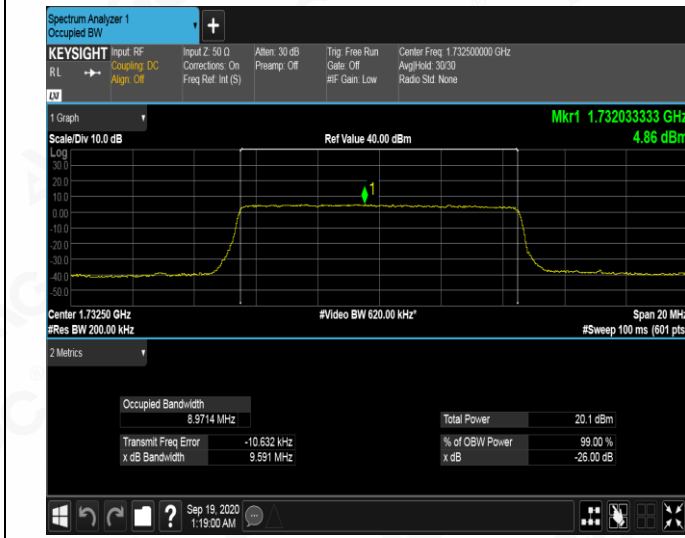 Spectrum Analyzer 1
Occupied BW
+
KEYSIGHT Input: RF Input Z: 50 Ω Atten: 30 dB Trig: Free Run Center Freq: 1.732500000 GHz
RL Coupling: DC Corrections: On Preamp: Off Gate: Off Avg|Hold: 30/30
Align: Off Freq Ref: Int (S) #IF Gain: Low Radio Std: None
LXI
1 Graph
Mkr1 1.732033333 GHz
Scale/Div 10.0 dB Ref Value 40.00 dBm 4.86 dBm
Log
30.0
20.0
1
10.0
0.00
-10.0
-20.0
-30.0
-40.0
-50.0
Center 1.73250 GHz #Video BW 620.00 kHz* Span 20 MHz
#Res BW 200.00 kHz #Sweep 100 ms (601 pts
2 Metrics
Occupied Bandwidth
8.9714 MHz Total Power 20.1 dBm
Transmit Freq Error -10.632 kHz % of OBW Power 99.00 %
x dB Bandwidth 9.591 MHz x dB -26.00 dB
? Sep 19, 2020
1:19:00 AM